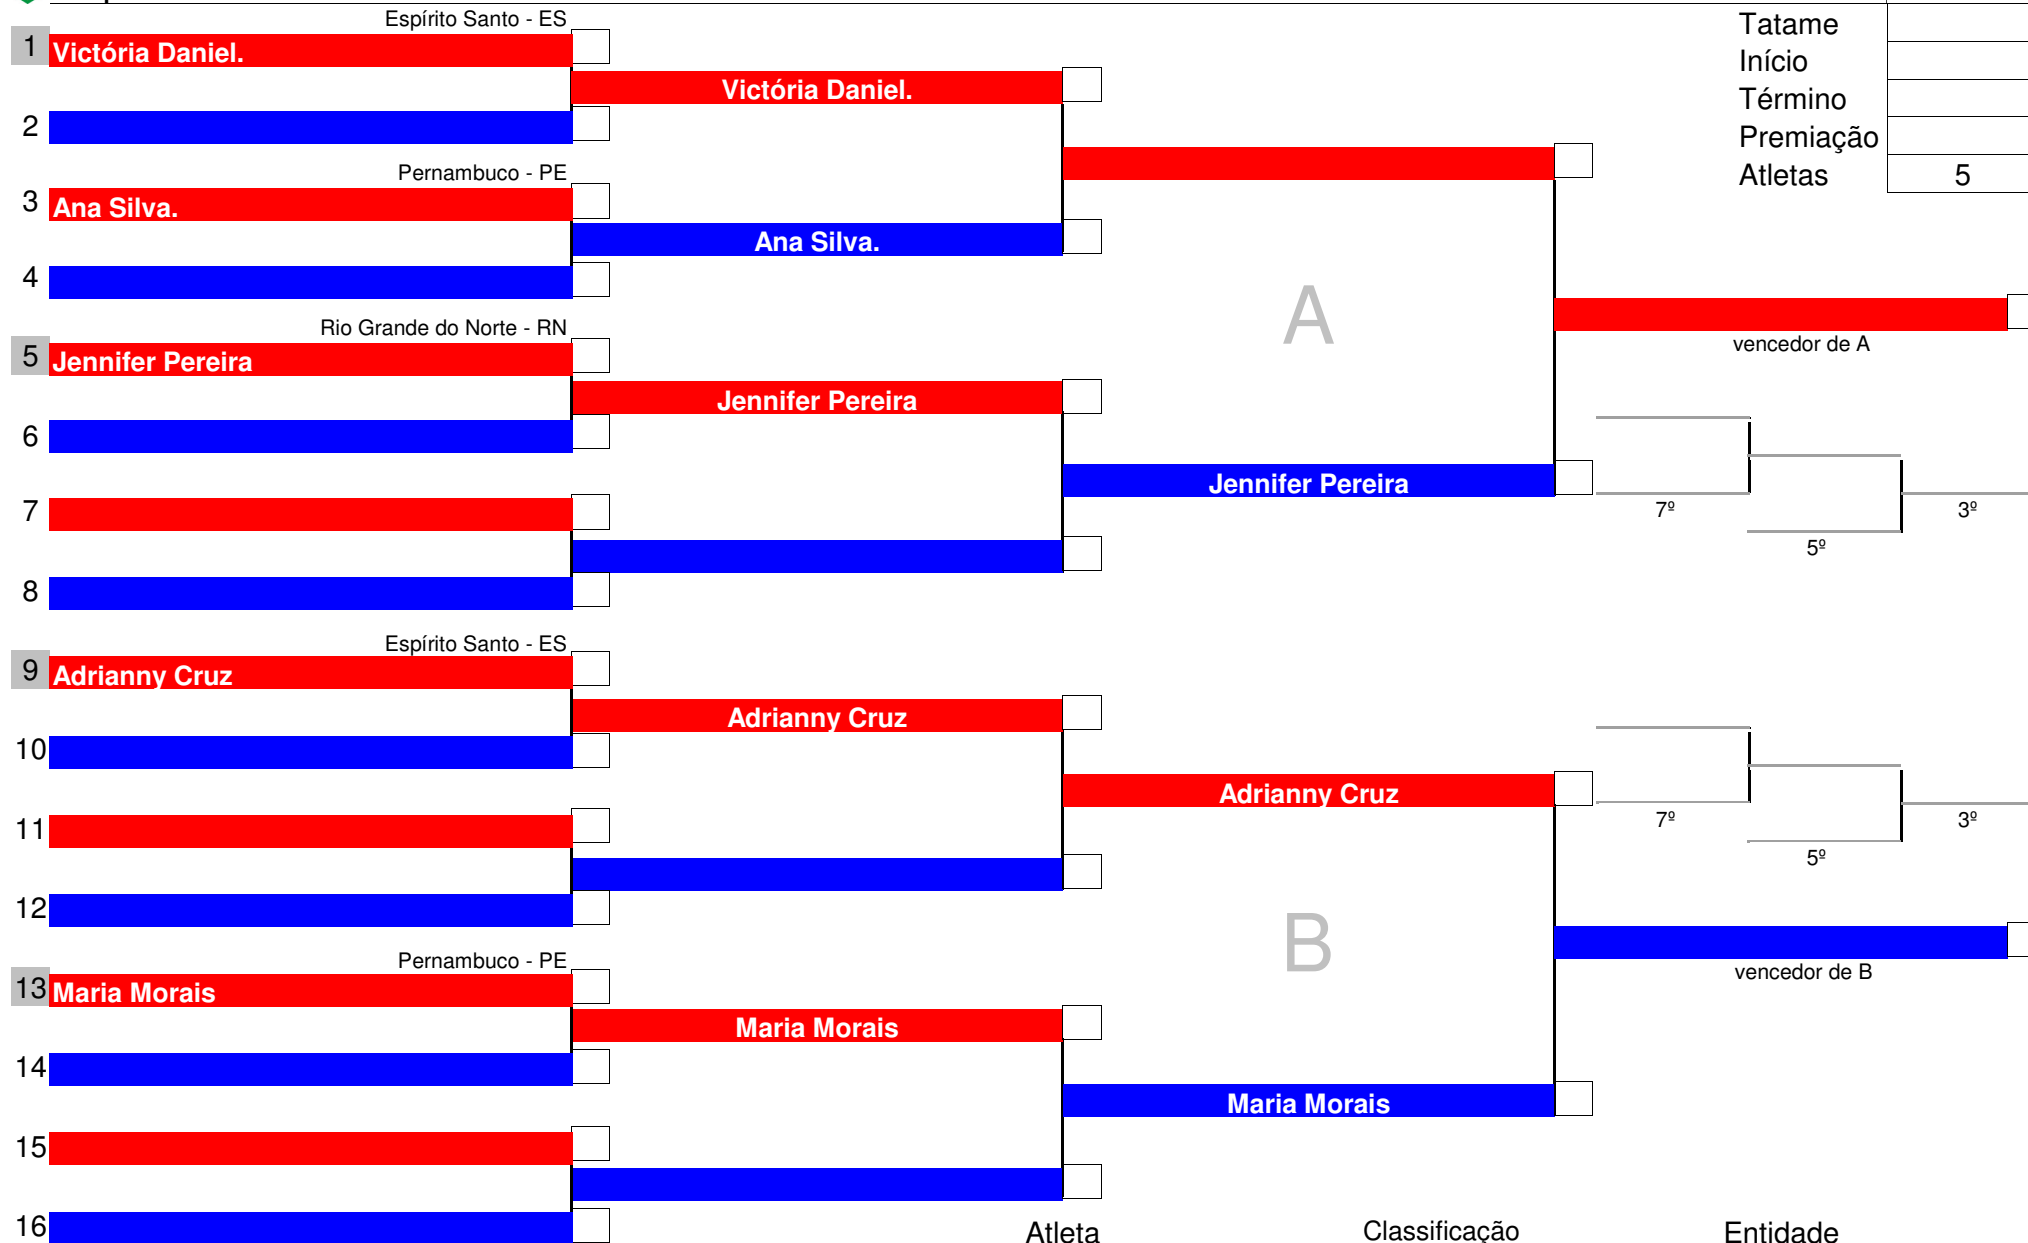 Espírito Santo - ES
1 Victória Daniel.
Victória Daniel.
2
Pernambuco - PE
3 Ana Silva.
Ana Silva.
4
Rio Grande do Norte - RN
5 Jennifer Pereira
Jennifer Pereira
6
Jennifer Pereira
7
8
Tatame
Início
Término
Premiação
Atletas 5
A
vencedor de A
7º
3º
5º
Espírito Santo - ES
9 Adrianny Cruz
Adrianny Cruz
10
Adrianny Cruz
11
12
7º
3º
5º
B
vencedor de B
Pernambuco - PE
13 Maria Morais
Maria Morais
14
Maria Morais
15
16
Atleta Classificação Entidade